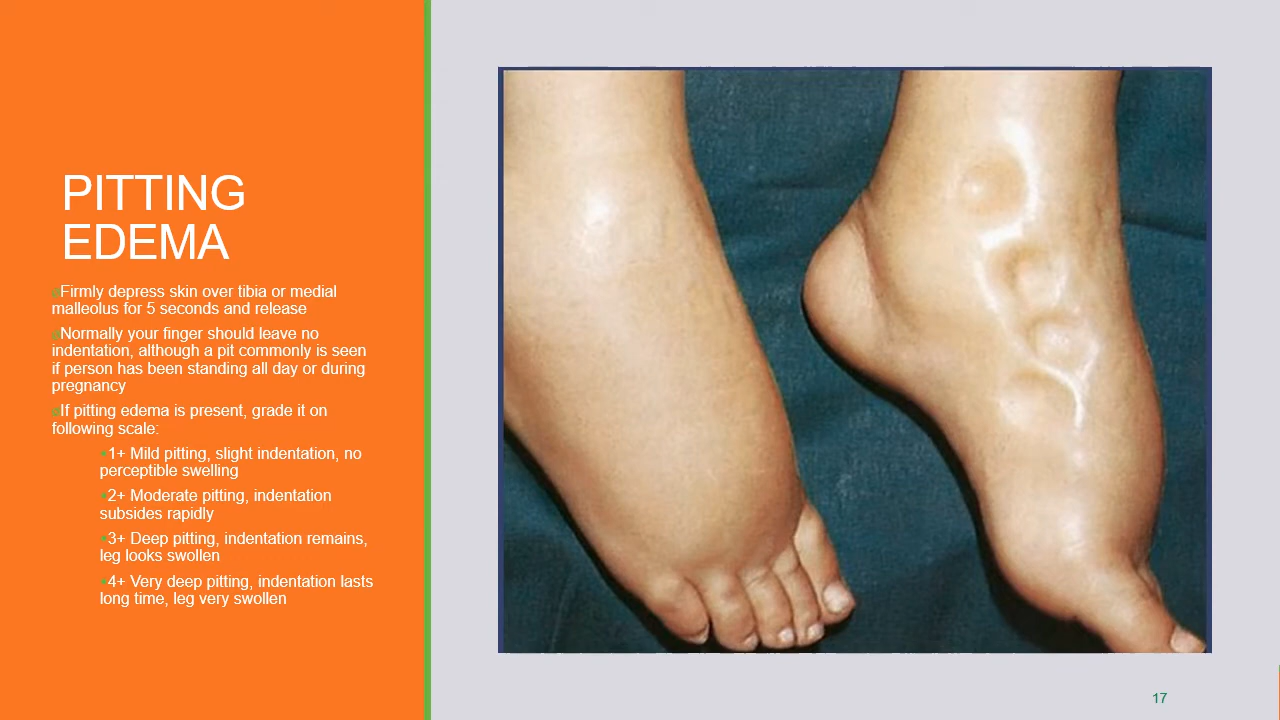 PITTING
EDEMA
Firmly depress skin over tibia or medial
malleolus for 5 seconds and release
Normally your finger should leave no
indentation, although a pit commonly is seen
if person has been standing all day or during
pregnancy
If pitting edema is present, grade it on
following scale:
1+ Mild pitting, slight indentation, no
perceptible swelling
2+ Moderate pitting, indentation
subsides rapidly
3+ Deep pitting, indentation remains,
leg looks swollen
4+ Very deep pitting, indentation lasts
long time, leg very swollen
17